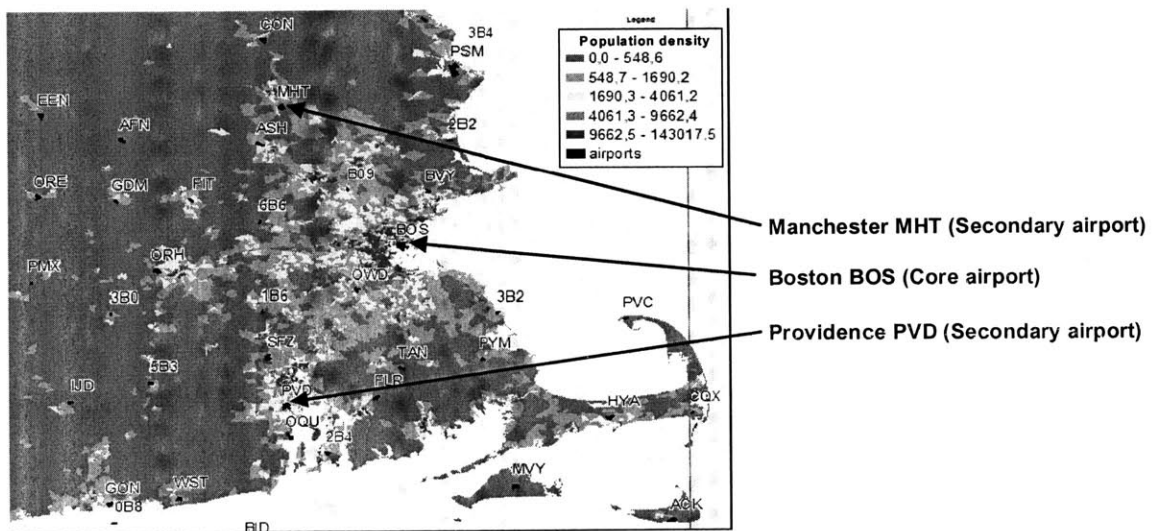 Legend
Population density
0,0 - 548,6
548,7 - 1690,2
1690,3 - 4061,2
4061,3 - 9662,4
9662,5 - 143017.5
airports
CON
3B4
PSM
MHT
EEN
AFN
ASH
2B2
ORE
GDM
FIT
B09
BVY
6B6
BOS
ORH
PMX
OWD
3B0
1B6
3B2
PVC
SFZ
TAN
PYM
5B3
IJD
PVD
FLR
HYA
CQX
OQU
2B4
GON
WST
0B8
MVY
ACK
BID
Manchester MHT (Secondary airport)
Boston BOS (Core airport)
Providence PVD (Secondary airport)